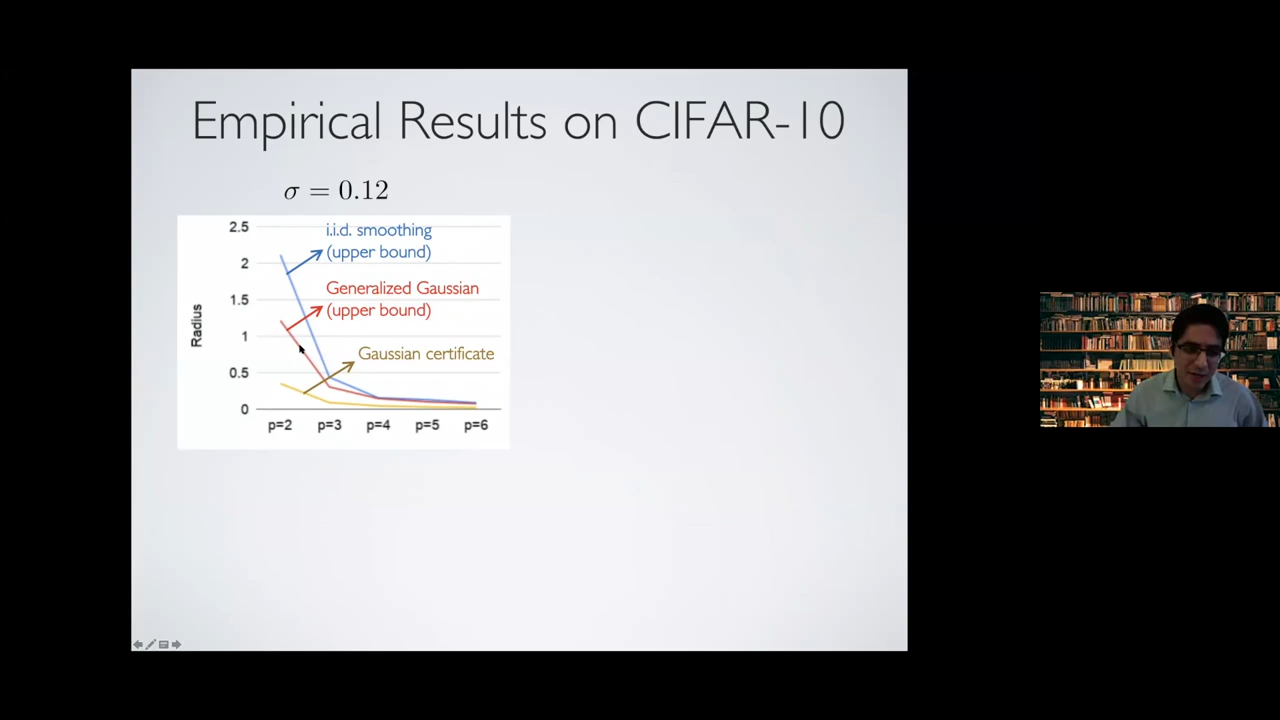 Empirical Results on CIFAR-10
σ = 0.12
2.5
2
1.5
1
0.5
0
Radius
i.i.d. smoothing
(upper bound)
Generalized Gaussian
(upper bound)
Gaussian certificate
p=2 p=3 p=4 p=5 p=6